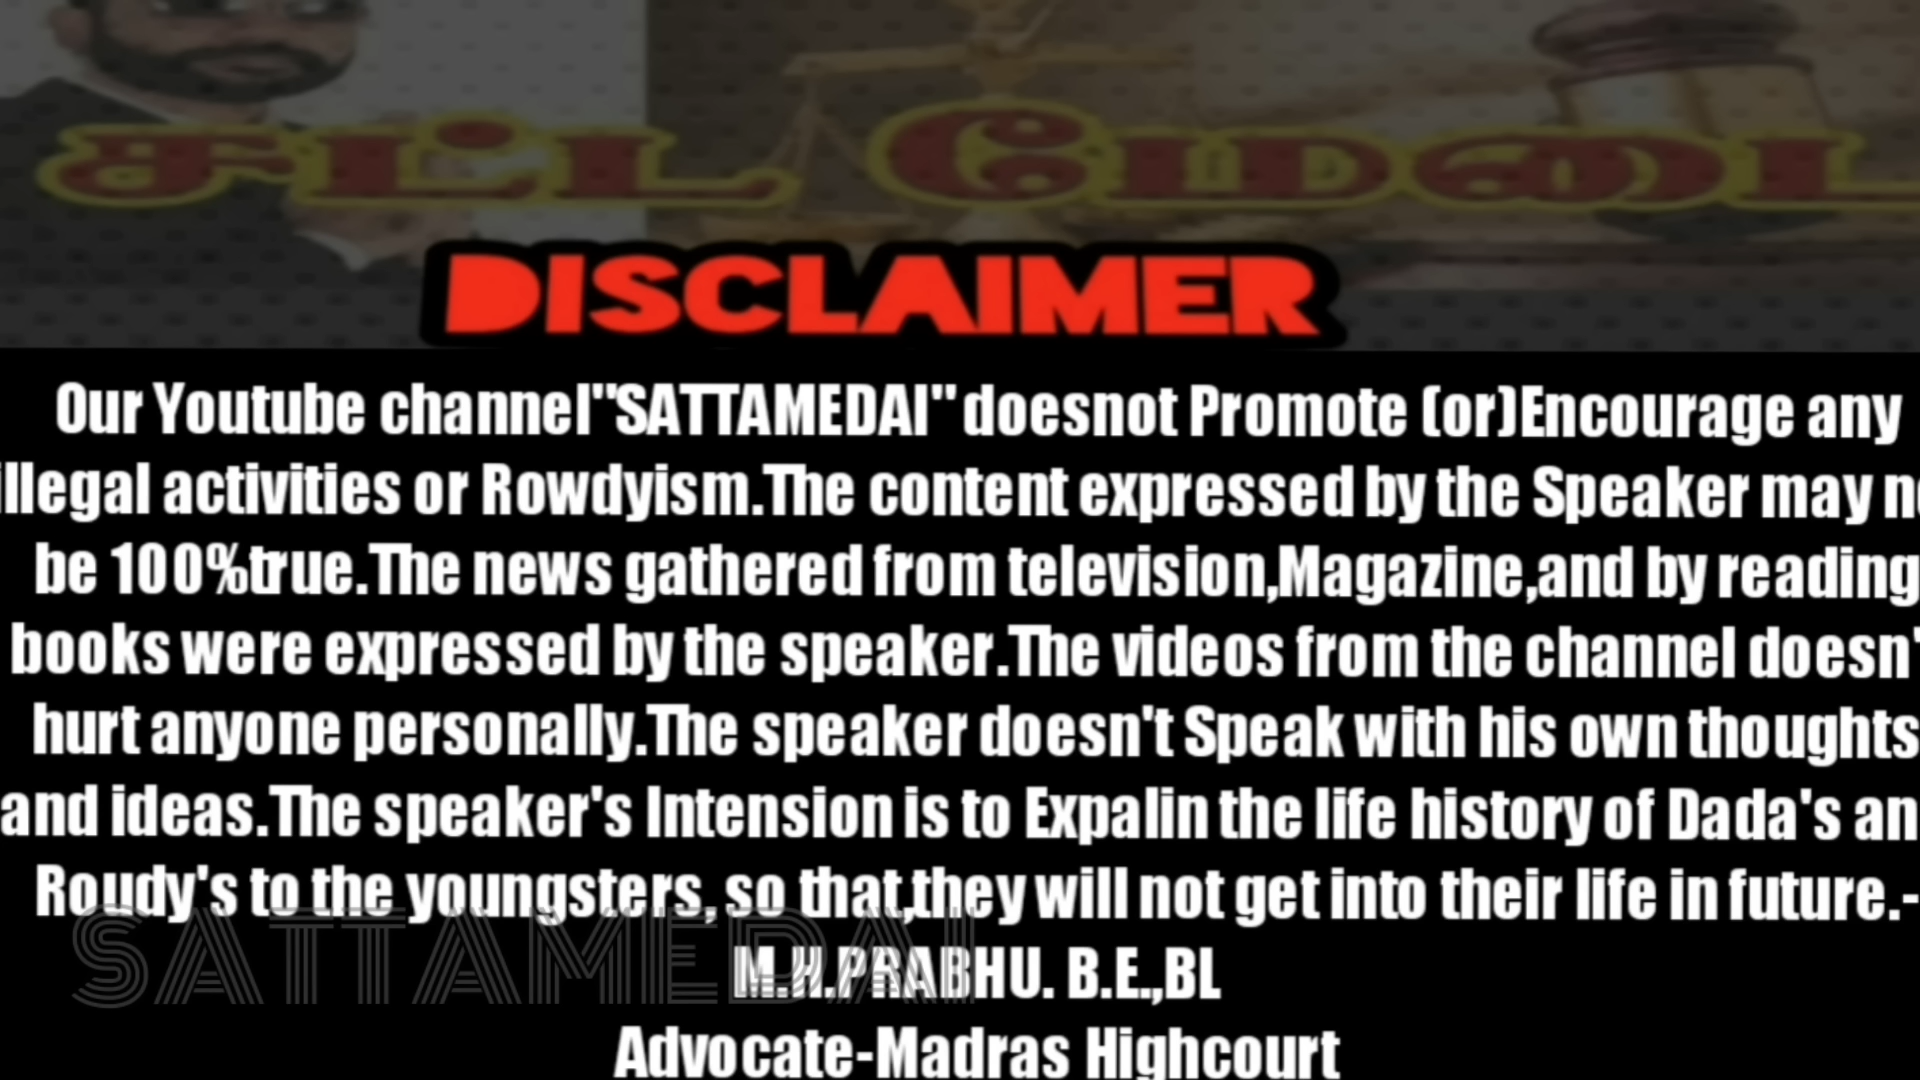 சட்ட மேடை
DISCLAIMER
Our Youtube channel"SATTAMEDAI"doesnot Promote (or)Encourage any
illegal activities or Rowdyism.The content expressed by the Speaker may
be 100%true.The news gathered from television,Magazine,and by reading
books were expressed by the speaker.The videos from the channel doesn'
hurt anyone personally.The speaker doesn't Speak with his own thoughts
and ideas.The speaker's Intension is to Expalin the life history of Dada's an
Roudy's to the youngsters, so that,they will not get into their life in future.-
M.H.PRABHU. B.E.,BL
SATTAMEDAI
Advocate-Madras Highcourt